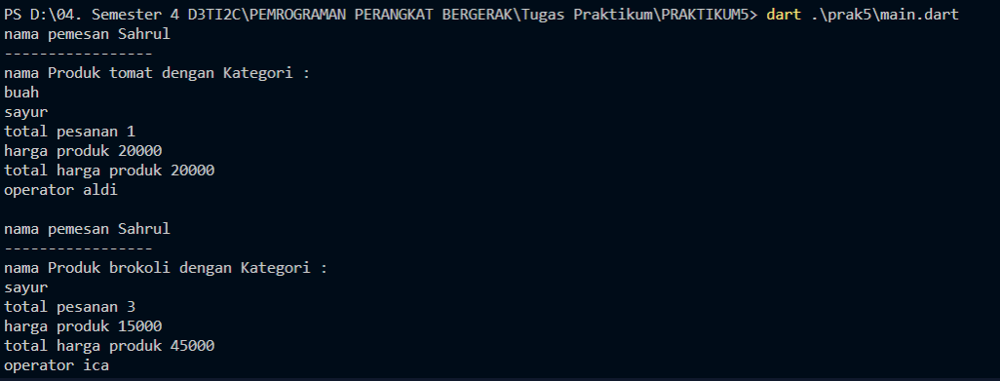 PS D:\04. Semester 4 D3TI2C\PEMROGRAMAN PERANGKAT BERGERAK\Tugas Praktikum\PRAKTIKUM5> dart .\prak5\main.dart
nama pemesan Sahrul
-----------------
nama Produk tomat dengan Kategori :
buah
sayur
total pesanan 1
harga produk 20000
total harga produk 20000
operator aldi

nama pemesan Sahrul
-----------------
nama Produk brokoli dengan Kategori :
sayur
total pesanan 3
harga produk 15000
total harga produk 45000
operator ica